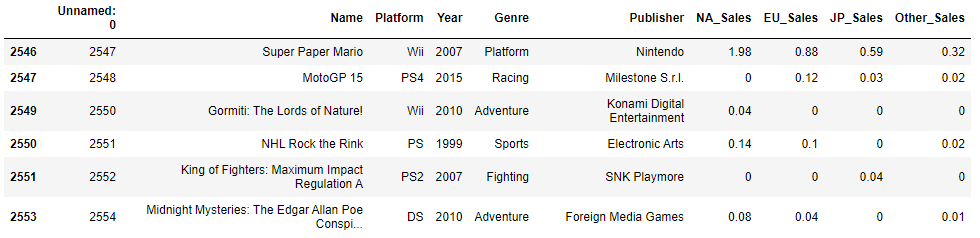 Unnamed: 0 Name Platform Year Genre Publisher NA_Sales EU_Sales JP_Sales Other_Sales
2546 2547 Super Paper Mario Wii 2007 Platform Nintendo 1.98 0.88 0.59 0.32
2547 2548 MotoGP 15 PS4 2015 Racing Milestone S.r.l. 0 0.12 0.03 0.02
2549 2550 Gormiti: The Lords of Nature! Wii 2010 Adventure Konami Digital Entertainment 0.04 0 0 0
2550 2551 NHL Rock the Rink PS 1999 Sports Electronic Arts 0.14 0.1 0 0.02
2551 2552 King of Fighters: Maximum Impact Regulation A PS2 2007 Fighting SNK Playmore 0 0 0.04 0
2553 2554 Midnight Mysteries: The Edgar Allan Poe Conspi... DS 2010 Adventure Foreign Media Games 0.08 0.04 0 0.01